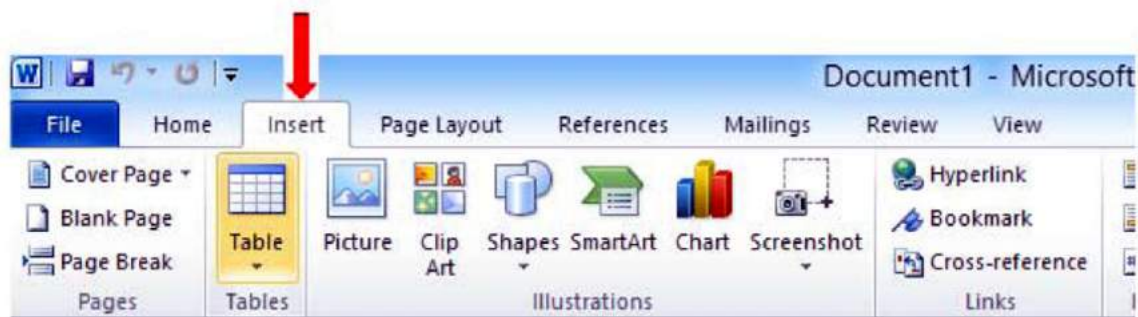 W
Document1 - Microsoft
File Home Insert Page Layout References Mailings Review View
Cover Page
Blank Page
Page Break
Table
Picture
Clip Art
Shapes
SmartArt
Chart
Screenshot
Hyperlink
Bookmark
Cross-reference
Pages Tables Illustrations Links